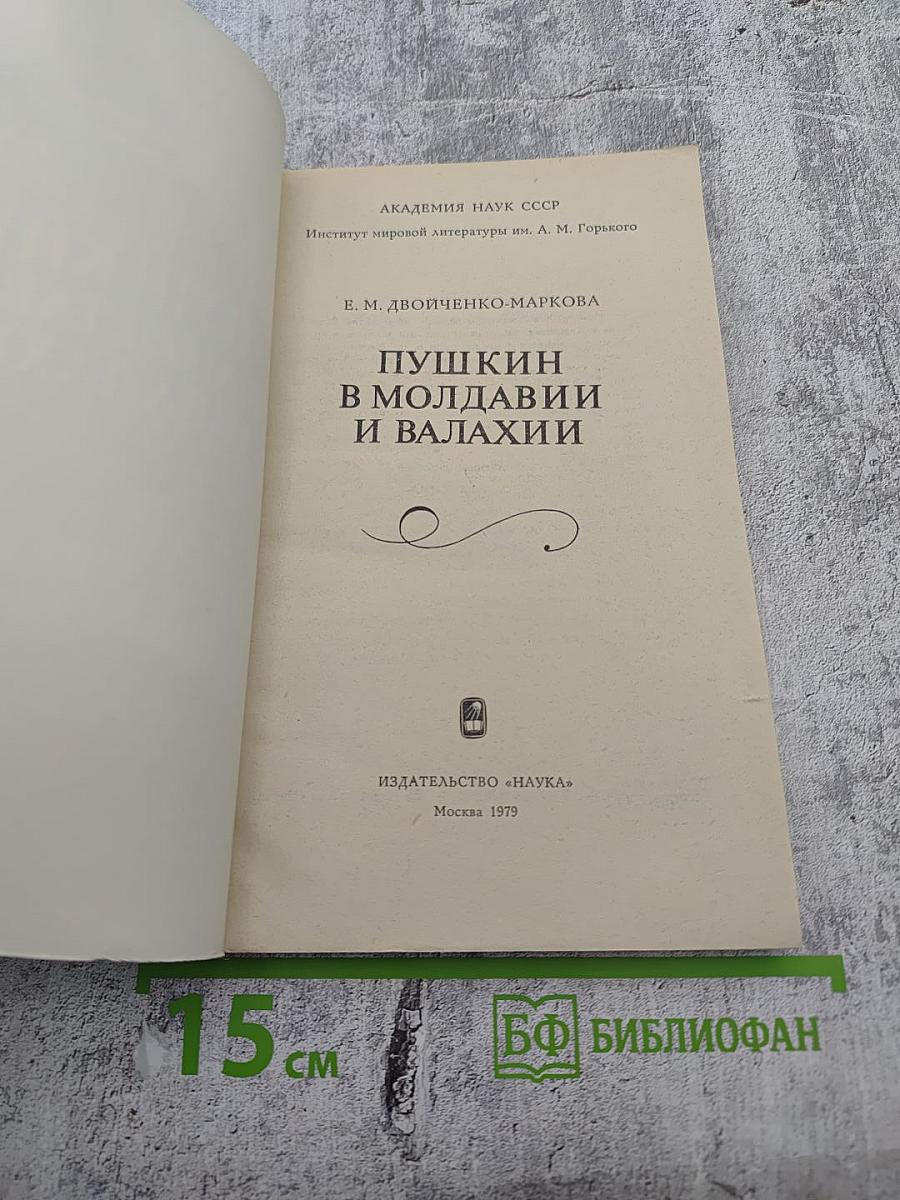 АКАДЕМИЯ НАУК СССР
Институт мировой литературы им. А. М. Горького
Е. М. ДВОЙЧЕНКО-МАРКОВА
ПУШКИН
В МОЛДАВИИ
И ВАЛАХИИ
ИЗДАТЕЛЬСТВО «НАУКА»
Москва 1979
15 см
БФ БИБЛИОФАН